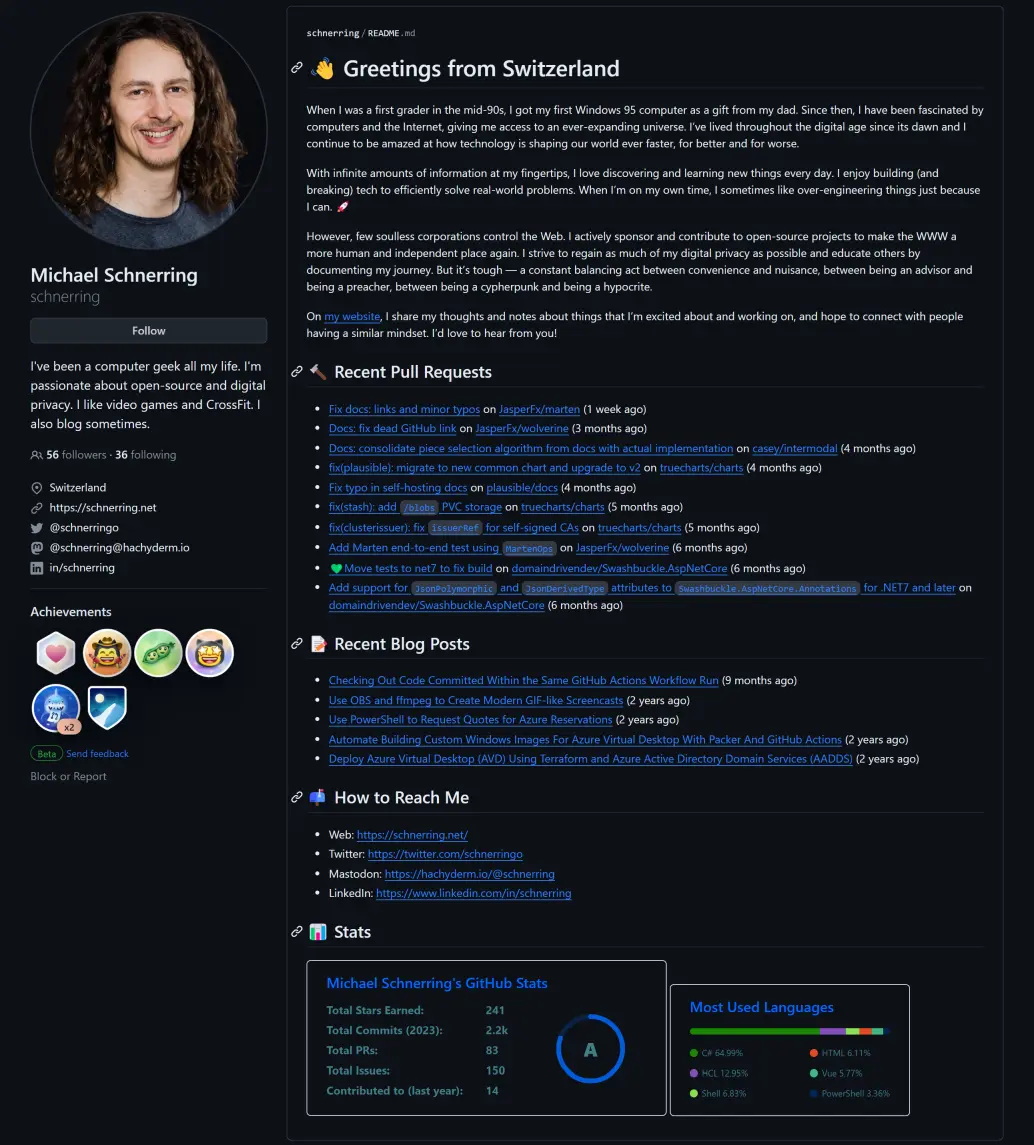 Michael Schnerring
schnerring
Follow
I've been a computer geek all my life. I'm
passionate about open-source and digital
privacy. I like video games and CrossFit. I
also blog sometimes.
56 followers · 36 following
Switzerland
https://schnerring.net
@schnerringo
@schnerring@hachyderm.io
in/schnerring
Achievements
x2
Beta Send feedback
Block or Report
schnerring/README.md
Greetings from Switzerland
When I was a first grader in the mid-90s, I got my first Windows 95 computer as a gift from my dad. Since then, I have been fascinated by
computers and the Internet, giving me access to an ever-expanding universe. I've lived throughout the digital age since its dawn and I
continue to be amazed at how technology is shaping our world ever faster, for better and for worse.
With infinite amounts of information at my fingertips, I love discovering and learning new things every day. I enjoy building (and
breaking) tech to efficiently solve real-world problems. When I'm on my own time, I sometimes like over-engineering things just because
I can. 🚀
However, few soulless corporations control the Web. I actively sponsor and contribute to open-source projects to make the WWW a
more human and independent place again. I strive to regain as much of my digital privacy as possible and educate others by
documenting my journey. But it's tough — a constant balancing act between convenience and nuisance, between being an advisor and
being a preacher, between being a cypherpunk and being a hypocrite.
On my website, I share my thoughts and notes about things that I'm excited about and working on, and hope to connect with people
having a similar mindset. I'd love to hear from you!
Recent Pull Requests
• Fix docs: links and minor typos on JasperFx/marten (1 week ago)
• Docs: fix dead GitHub link on JasperFx/wolverine (3 months ago)
• Docs: consolidate piece selection algorithm from docs with actual implementation on casey/intermodal (4 months ago)
• fix(plausible): migrate to new common chart and upgrade to v2 on truecharts/charts (4 months ago)
• Fix typo in self-hosting docs on plausible/docs (4 months ago)
• fix(stash): add /blobs PVC storage on truecharts/charts (5 months ago)
• fix(clusterissuer): fix issuerRef for self-signed CAs on truecharts/charts (5 months ago)
• Add Marten end-to-end test using MartenOps on JasperFx/wolverine (6 months ago)
• 💚Move tests to net7 to fix build on domaindrivendev/Swashbuckle.AspNetCore (6 months ago)
• Add support for JsonPolymorphic and JsonDerivedType attributes to Swashbuckle.AspNetCore.Annotations for .NET7 and later on
domaindrivendev/Swashbuckle.AspNetCore (6 months ago)
Recent Blog Posts
• Checking Out Code Committed Within the Same GitHub Actions Workflow Run (9 months ago)
• Use OBS and ffmpeg to Create Modern GIF-like Screencasts (2 years ago)
• Use PowerShell to Request Quotes for Azure Reservations (2 years ago)
• Automate Building Custom Windows Images For Azure Virtual Desktop With Packer And GitHub Actions (2 years ago)
• Deploy Azure Virtual Desktop (AVD) Using Terraform and Azure Active Directory Domain Services (AADDS) (2 years ago)
How to Reach Me
• Web: https://schnerring.net/
• Twitter: https://twitter.com/schnerringo
• Mastodon: https://hachyderm.io/@schnerring
• LinkedIn: https://www.linkedin.com/in/schnerring
Stats
Michael Schnerring's GitHub Stats
Total Stars Earned: 241
Total Commits (2023): 2.2k
Total PRs: 83
Total Issues: 150
Contributed to (last year): 14
A
Most Used Languages
C# 64.99% HTML 6.11%
HCL 12.95% Vue 5.77%
Shell 6.83% PowerShell 3.36%